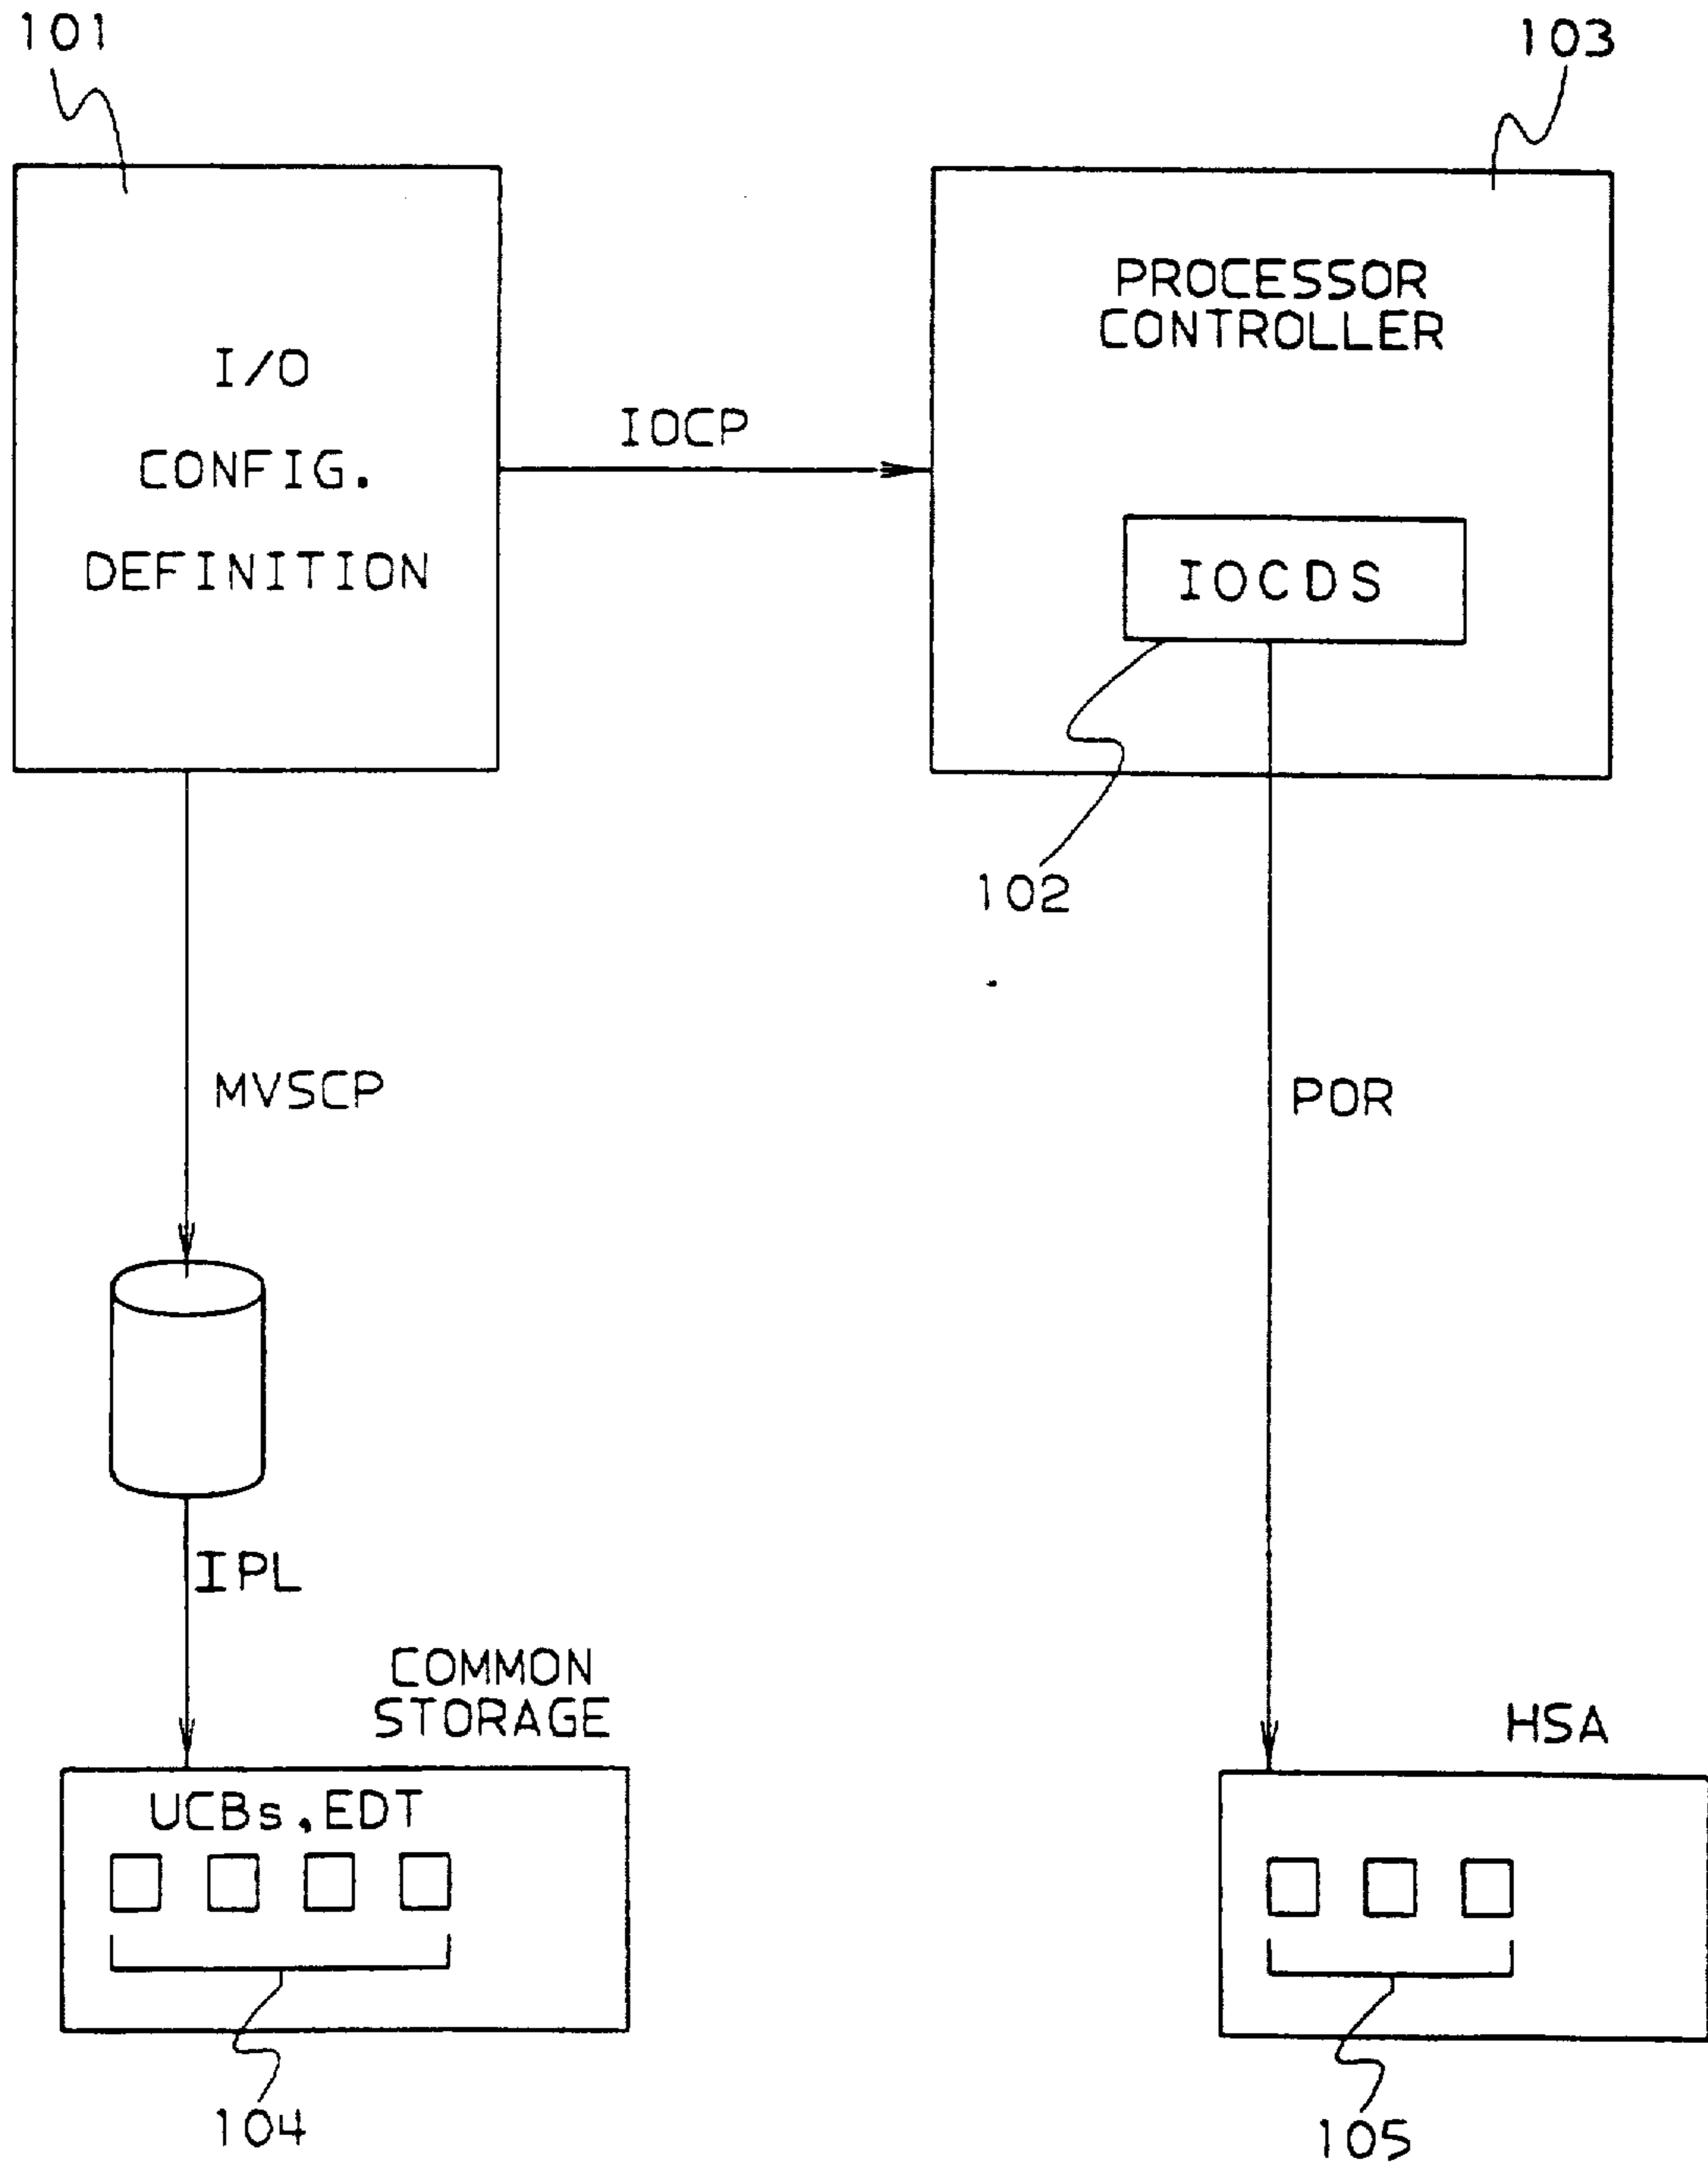 101
103
I/O
CONFIG.
DEFINITION
IOCP
PROCESSOR
CONTROLLER
IOCDS
102
MVSCP
POR
IPL
COMMON
STORAGE
HSA
UCBs,EDT
104
105